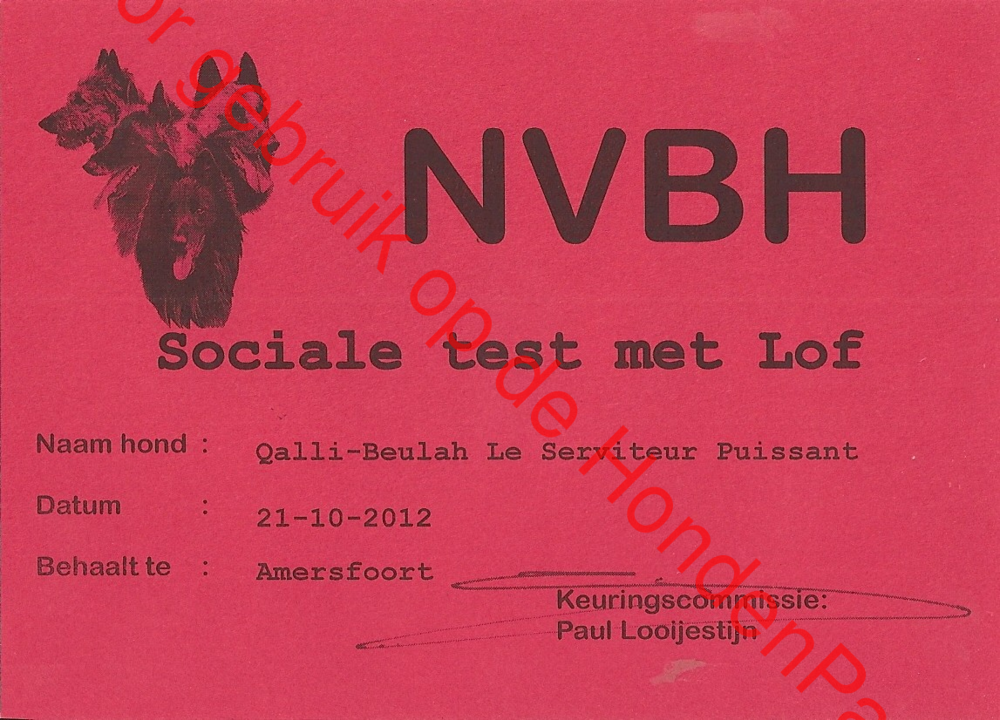 NVBH
Sociale test met Lof
Naam hond : Qalli-Beulah Le Serviteur Puissant
Datum : 21-10-2012
Behaalt te : Amersfoort
Keuringscommissie:
Paul Looijestijn
or gebruik op de HondenPa